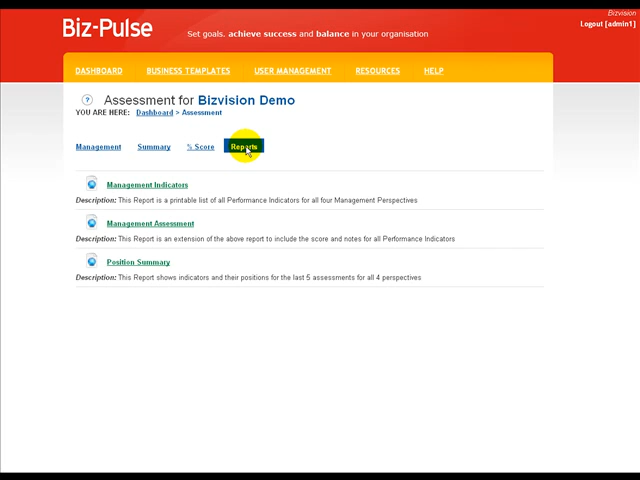 Bizvision
Logout [admin1]
Biz-Pulse
Set goals. achieve success and balance in your organisation
DASHBOARD BUSINESS TEMPLATES USER MANAGEMENT RESOURCES HELP
? Assessment for Bizvision Demo
YOU ARE HERE: Dashboard > Assessment
Management Summary % Score Reports
Management Indicators
Description: This Report is a printable list of all Performance Indicators for all four Management Perspectives
Management Assessment
Description: This Report is an extension of the above report to include the score and notes for all Performance Indicators
Position Summary
Description: This Report shows indicators and their positions for the last 5 assessments for all 4 perspectives